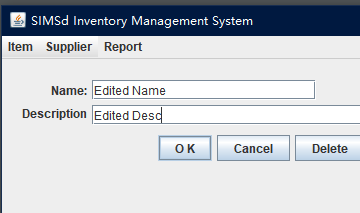 SIMSd Inventory Management System
Item Supplier Report
Name: Edited Name
Description Edited Desc
O K Cancel Delete